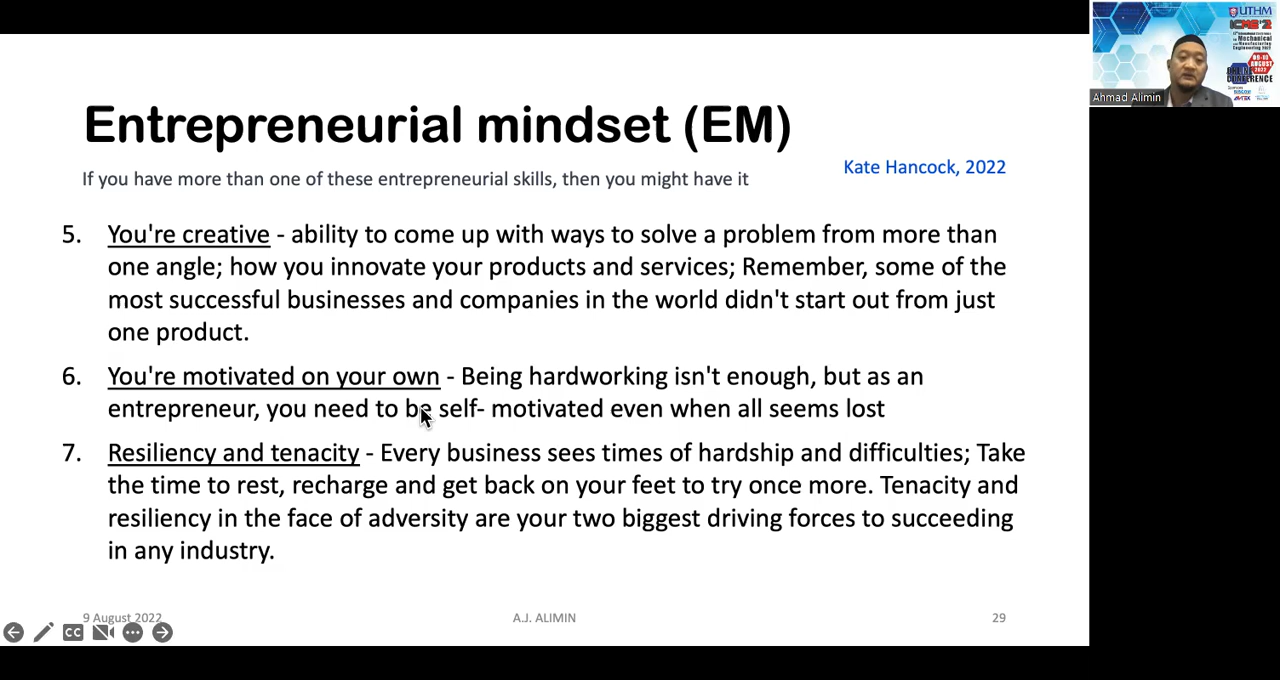 Entrepreneurial mindset (EM)
If you have more than one of these entrepreneurial skills, then you might have it
Kate Hancock, 2022
5. You're creative - ability to come up with ways to solve a problem from more than
one angle; how you innovate your products and services; Remember, some of the
most successful businesses and companies in the world didn't start out from just
one product.
6. You're motivated on your own - Being hardworking isn't enough, but as an
entrepreneur, you need to be self- motivated even when all seems lost
7. Resiliency and tenacity - Every business sees times of hardship and difficulties; Take
the time to rest, recharge and get back on your feet to try once more. Tenacity and
resiliency in the face of adversity are your two biggest driving forces to succeeding
in any industry.
9 August 2022
A.J. ALIMIN
29
CC
UTHM
Mechanical
Manufacturing
AUGUST
2022
CONFERENCE
Ahmad Alimin